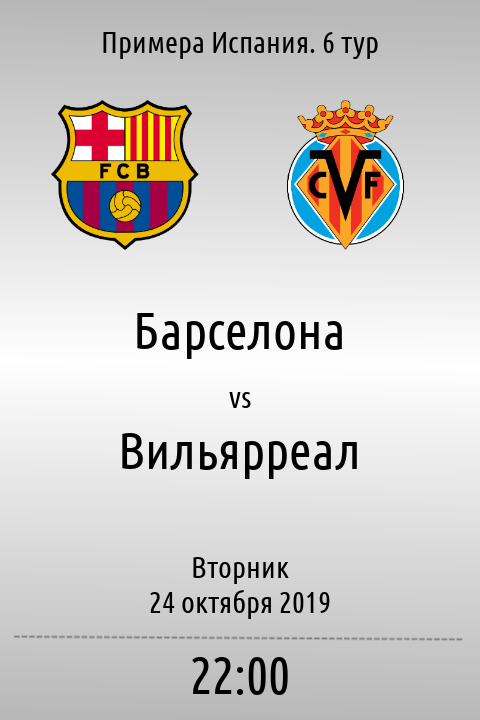 Примера Испания. 6 тур
FCB
CVF
Барселона
vs
Вильярреал
Вторник
24 октября 2019
22:00